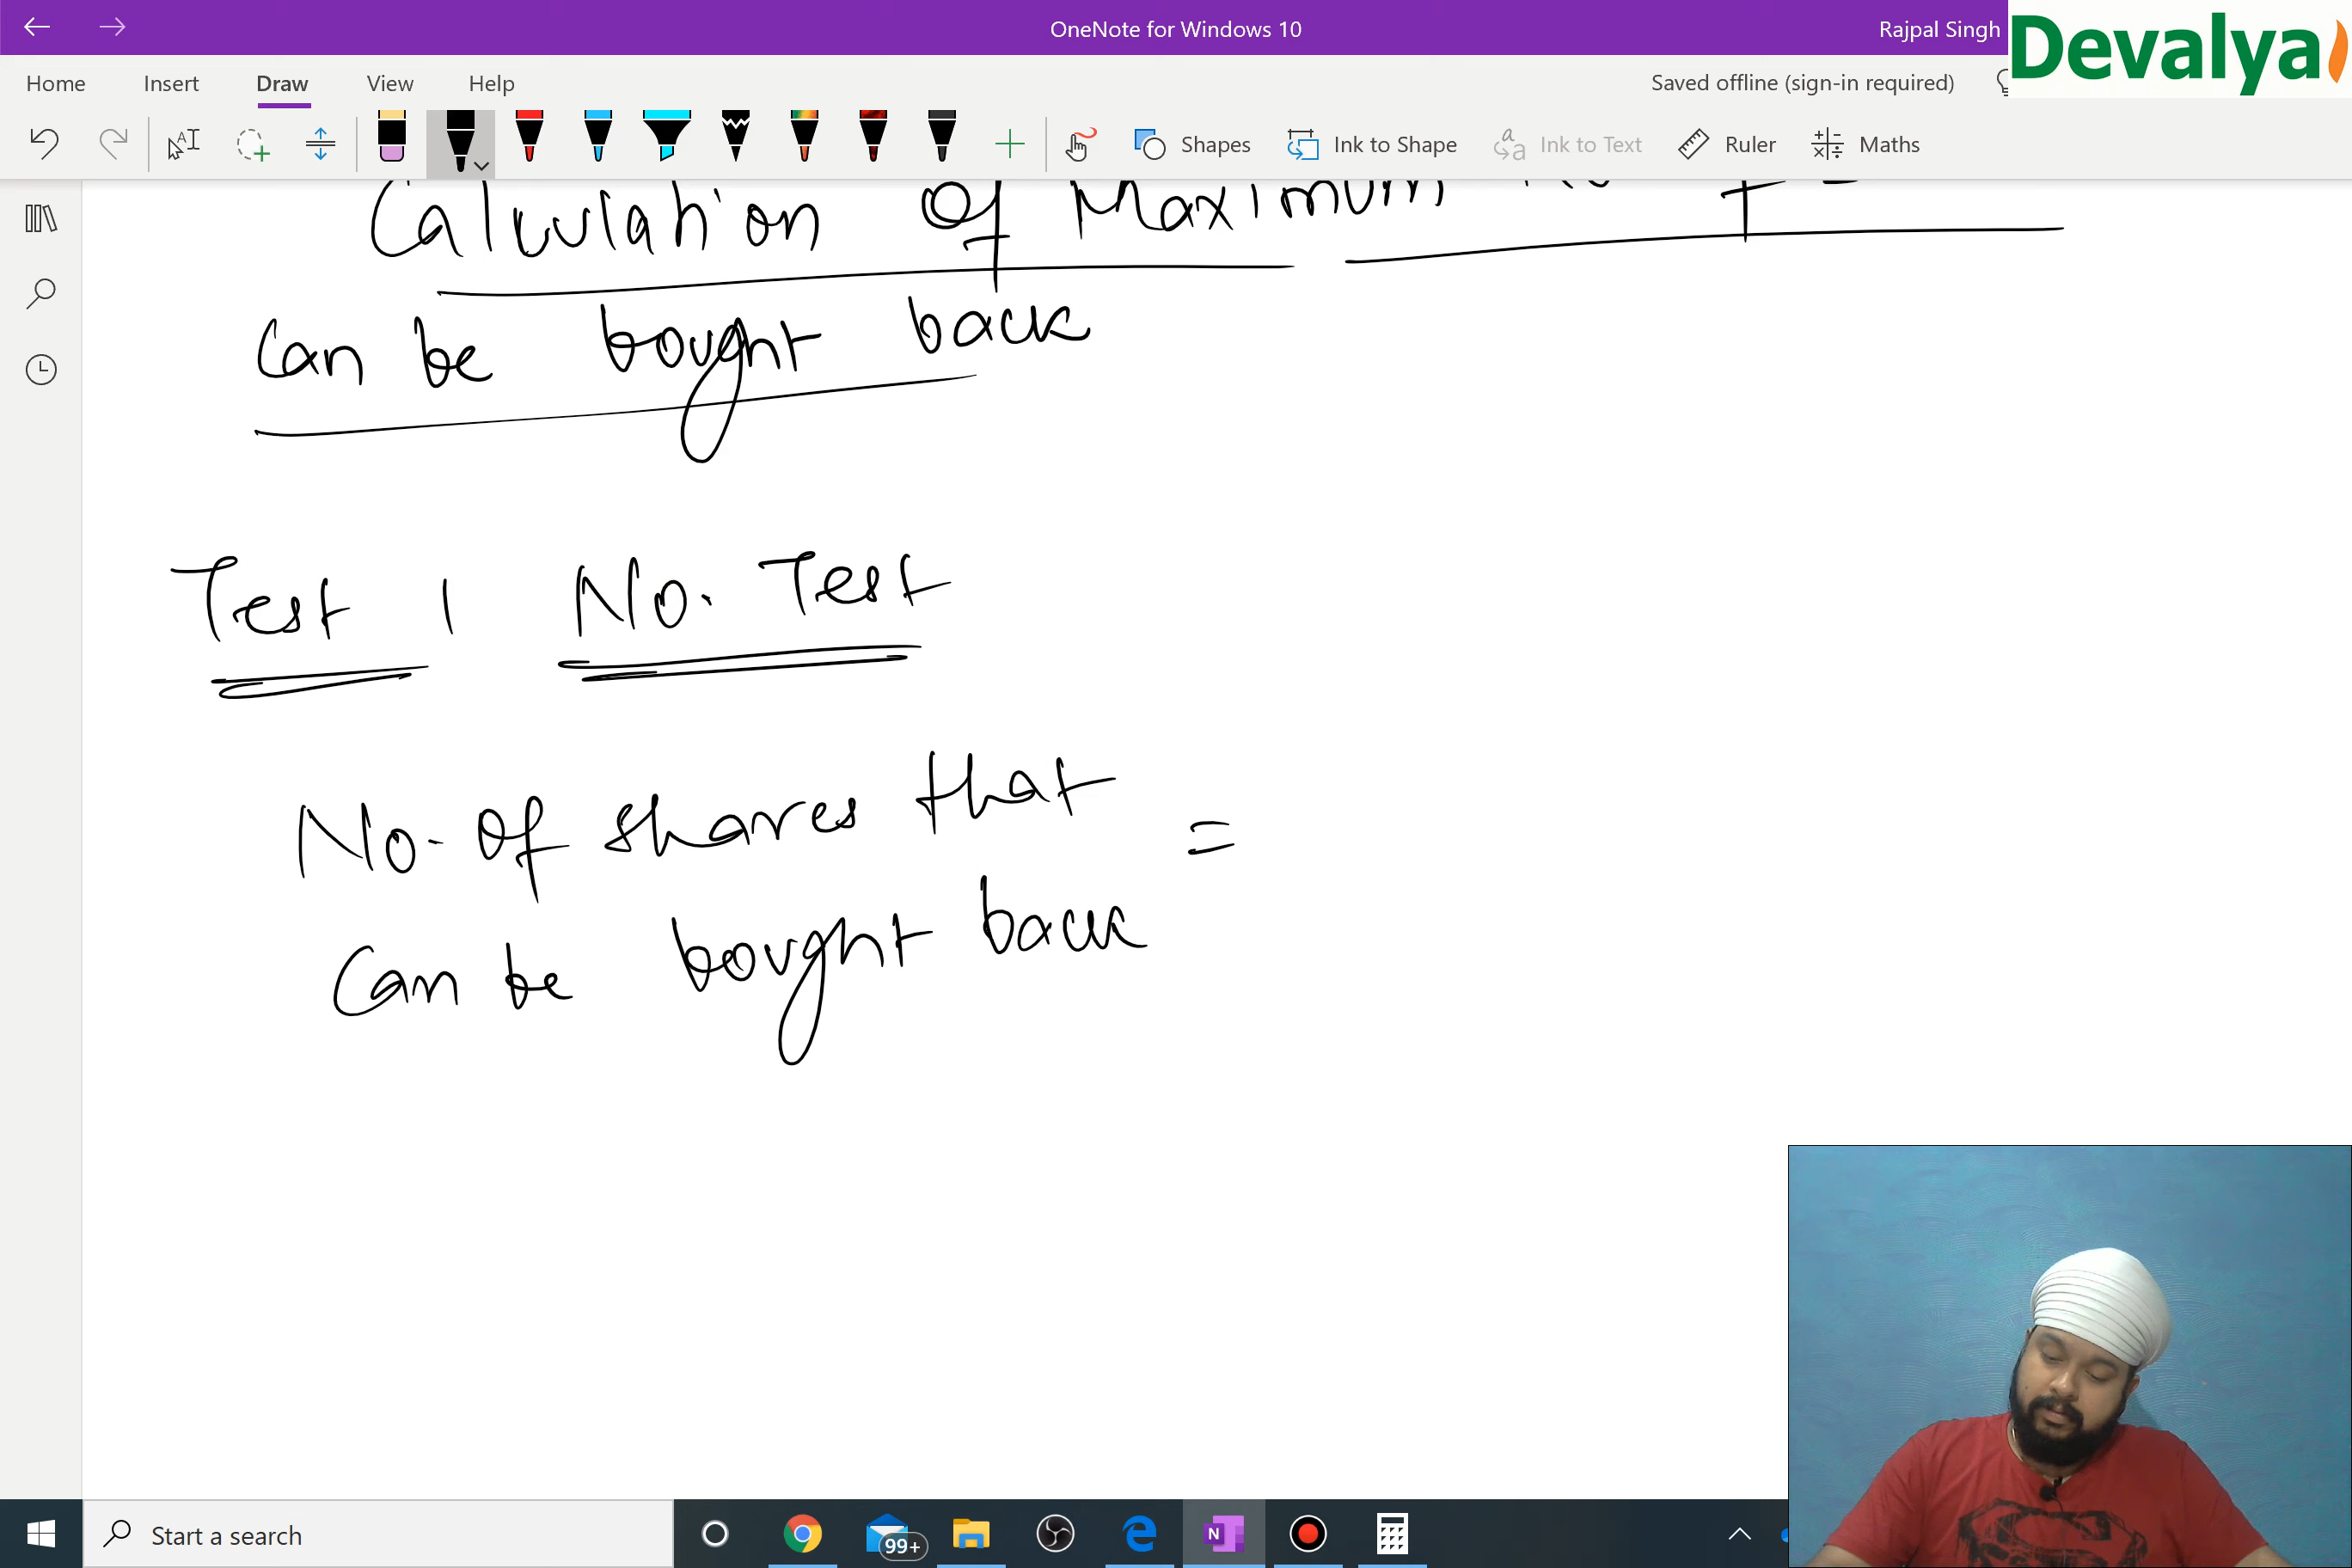 OneNote for Windows 10
Rajpal Singh
Devalya
Home Insert Draw View Help
Saved offline (sign-in required)
Shapes Ink to Shape Ink to Text Ruler Maths
Calculation Of Maximum
can be bought back
Test 1 No. Test
No. of shares that =
Can be bought back
Start a search
99+